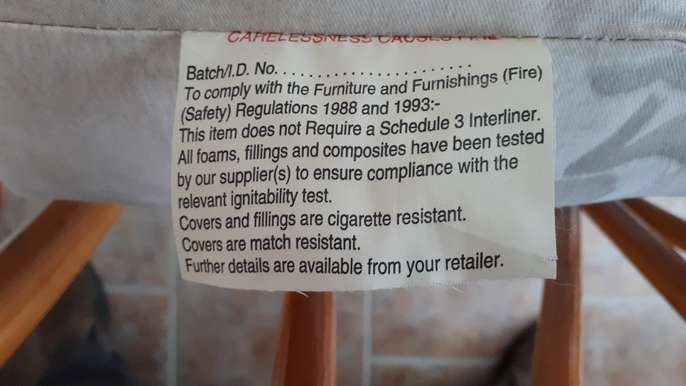 CARELESSNESS CAUSES FIRE
Batch/I.D. No. . . . . . . . . . . . . . . . . . . . . . . .
To comply with the Furniture and Furnishings (Fire)
(Safety) Regulations 1988 and 1993:-
This item does not Require a Schedule 3 Interliner.
All foams, fillings and composites have been tested
by our supplier(s) to ensure compliance with the
relevant ignitability test.
Covers and fillings are cigarette resistant.
Covers are match resistant.
Further details are available from your retailer.